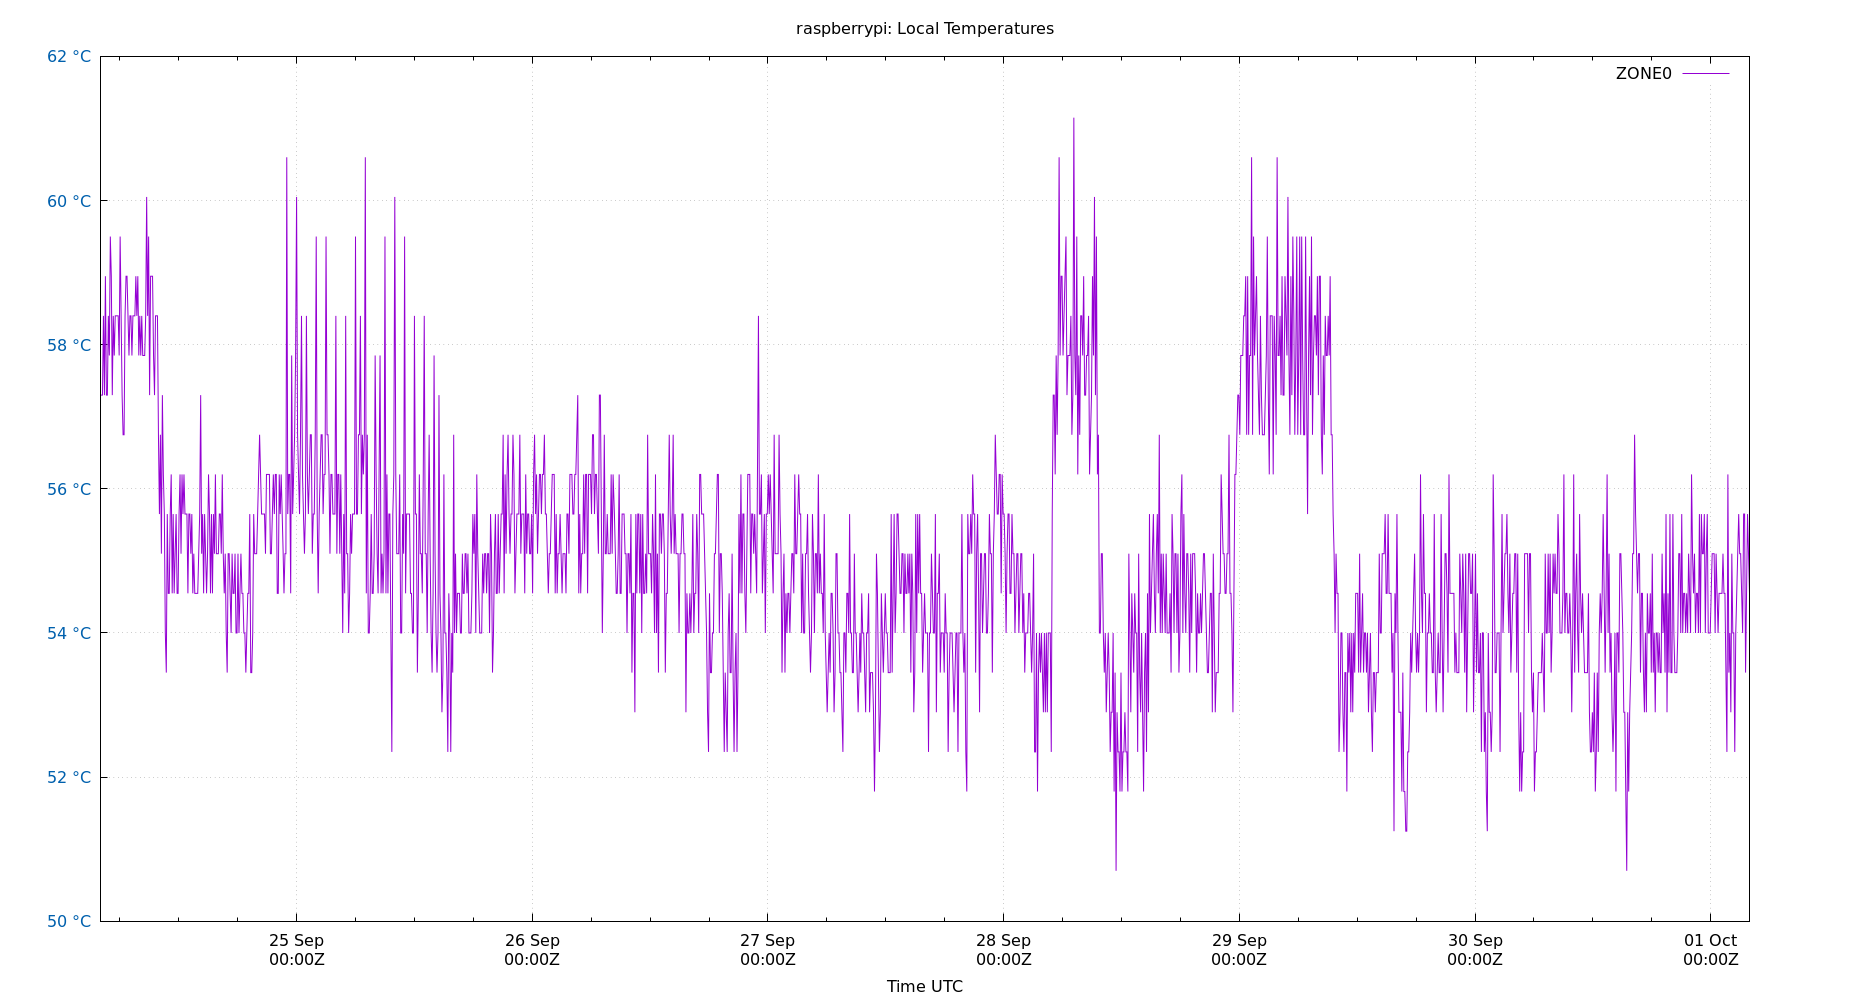 raspberrypi: Local Temperatures
ZONE0
62 °C
60 °C
58 °C
56 °C
54 °C
52 °C
50 °C
25 Sep
00:00Z
26 Sep
00:00Z
27 Sep
00:00Z
28 Sep
00:00Z
29 Sep
00:00Z
30 Sep
00:00Z
01 Oct
00:00Z
Time UTC